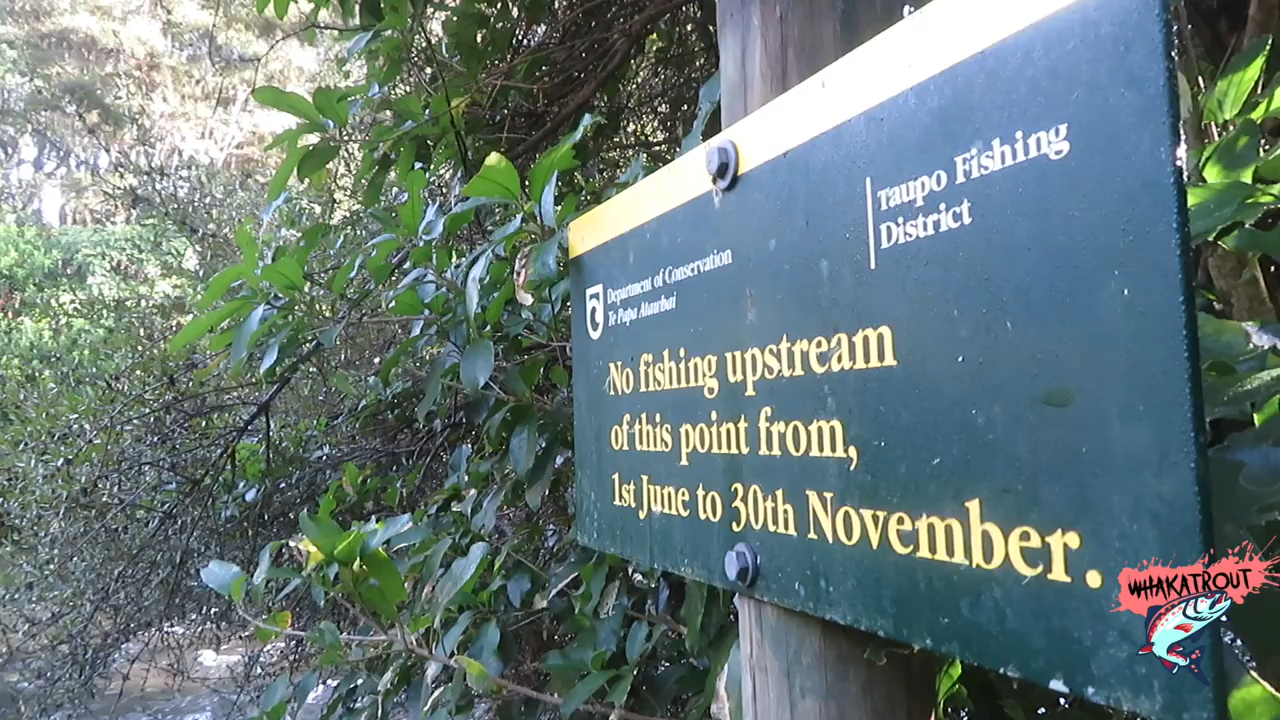 Taupo Fishing
District
Department of Conservation
Te Papa Atawhai
No fishing upstream
of this point from,
1st June to 30th November.
WHAKATROUT